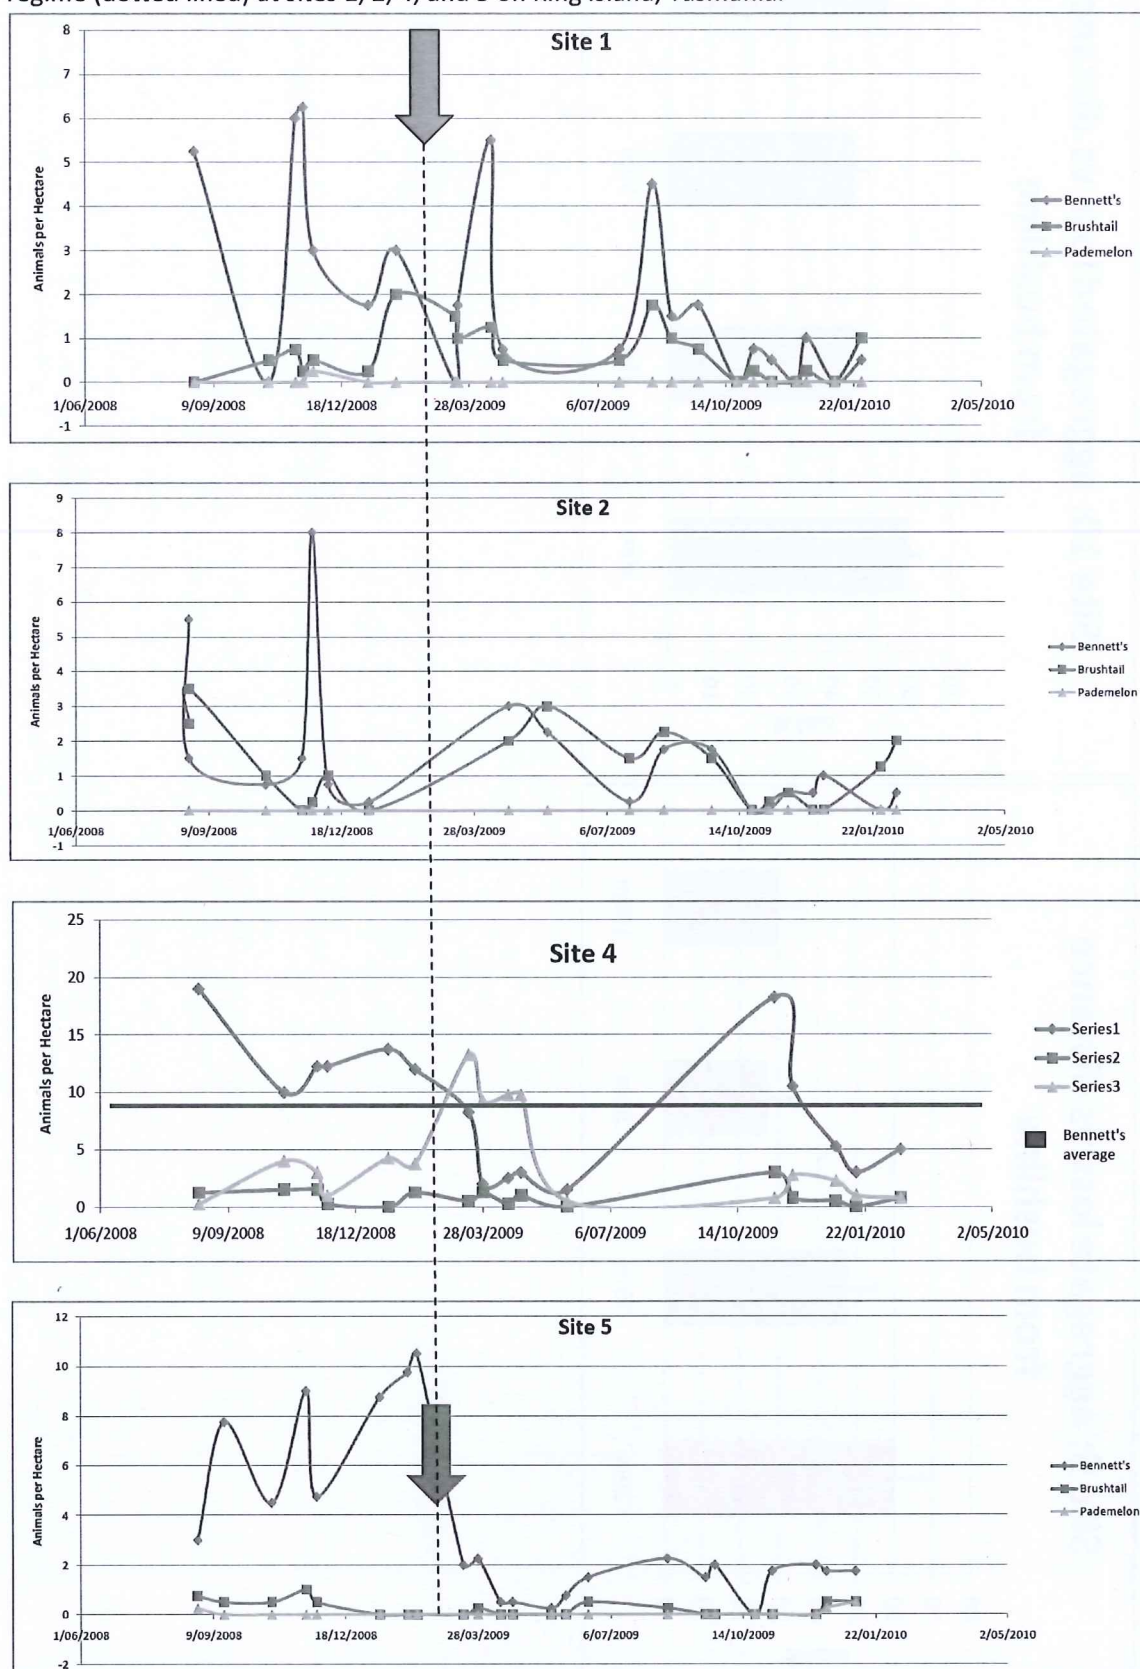 regime (dotted lined) at sites 1, 2, 4, and 5 on King Island, Tasmania.
Site 1
8
7
6
5
4
3
2
1
0
-1
Animals per Hectare
1/06/2008 9/09/2008 18/12/2008 28/03/2009 6/07/2009 14/10/2009 22/01/2010 2/05/2010
Bennett's
Brushtail
Pademelon
Site 2
9
8
7
6
5
4
3
2
1
0
-1
Animals per Hectare
1/06/2008 9/09/2008 18/12/2008 28/03/2009 6/07/2009 14/10/2009 22/01/2010 2/05/2010
Bennett's
Brushtail
Pademelon
Site 4
25
20
15
10
5
0
Animals per Hectare
1/06/2008 9/09/2008 18/12/2008 28/03/2009 6/07/2009 14/10/2009 22/01/2010 2/05/2010
Series1
Series2
Series3
Bennett's
average
Site 5
12
10
8
6
4
2
0
-2
Animals per Hectare
1/06/2008 9/09/2008 18/12/2008 28/03/2009 6/07/2009 14/10/2009 22/01/2010 2/05/2010
Bennett's
Brushtail
Pademelon